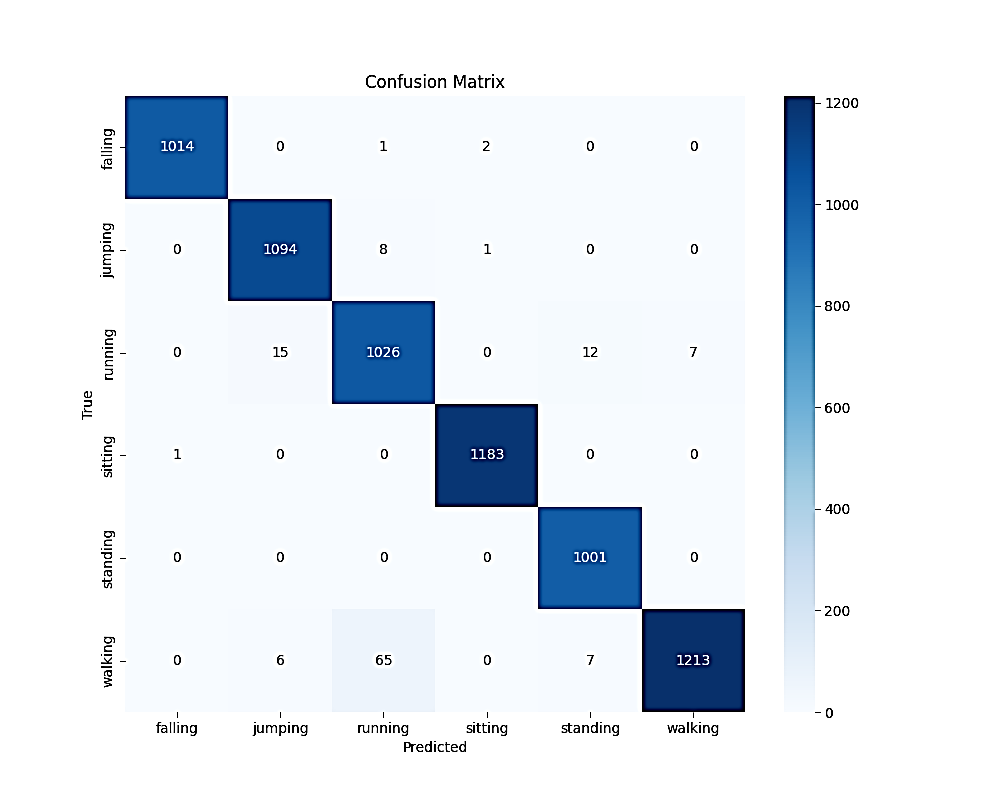 Confusion Matrix
falling 1014 0 1 2 0 0
jumping 0 1094 8 1 0 0
running 0 15 1026 0 12 7
sitting 1 0 0 1183 0 0
standing 0 0 0 0 1001 0
walking 0 6 65 0 7 1213
falling jumping running sitting standing walking
Predicted
True
1200
1000
800
600
400
200
0